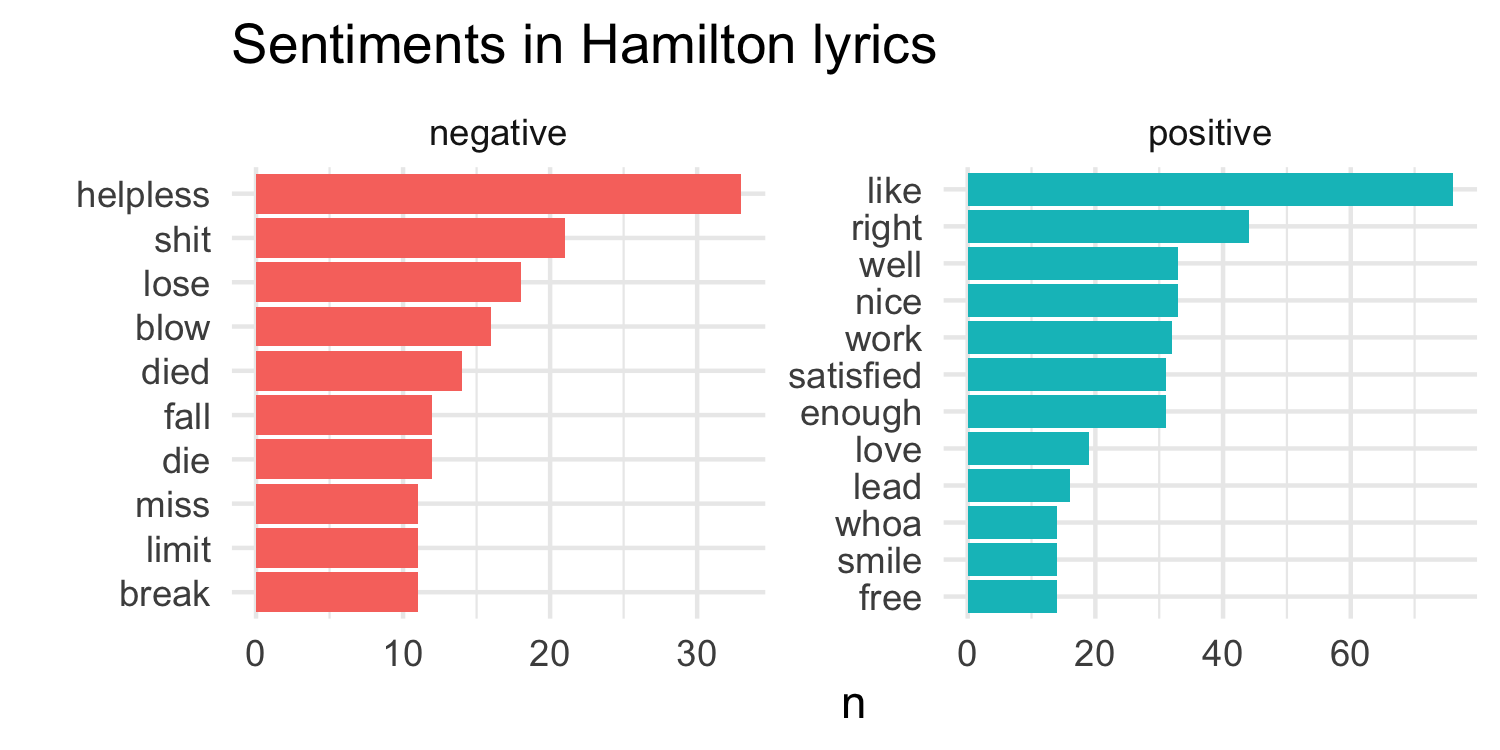 Sentiments in Hamilton lyrics
negative
helpless
shit
lose
blow
died
fall
die
miss
limit
break
0 10 20 30
positive
like
right
well
nice
work
satisfied
enough
love
lead
whoa
smile
free
0 20 40 60
n